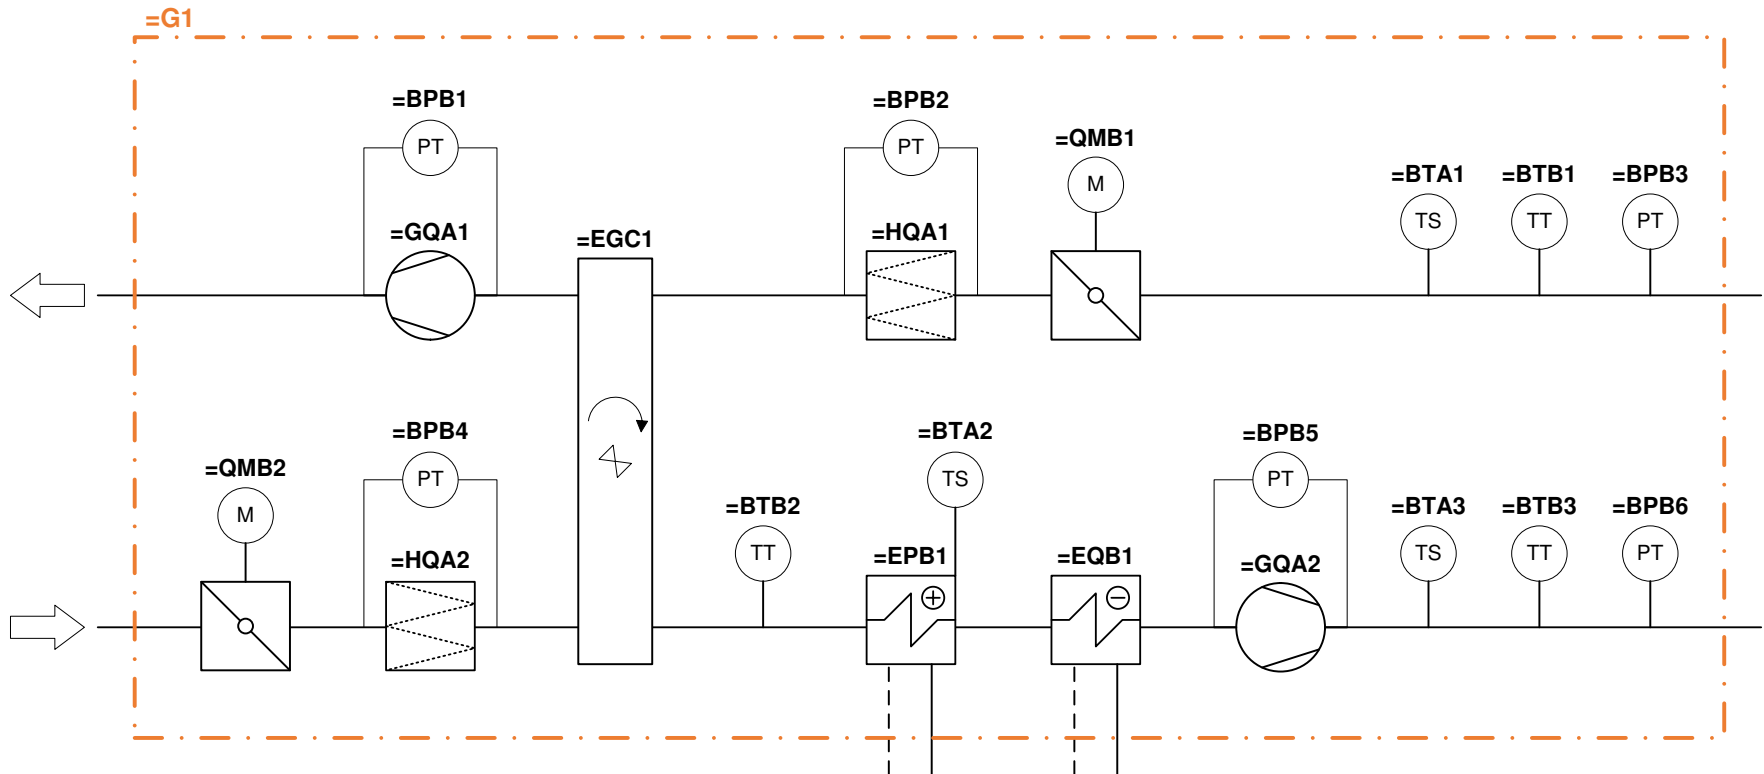 =G1
=BPB1
PT
=BPB2
PT
=QMB1
M
=BTA1
TS
=BTB1
TT
=BPB3
PT
=GQA1
=EGC1
=HQA1
=BPB4
PT
=BTA2
TS
=BPB5
PT
=QMB2
M
=BTB2
TT
=BTA3
TS
=BTB3
TT
=BPB6
PT
=HQA2
=EPB1
=EQB1
=GQA2